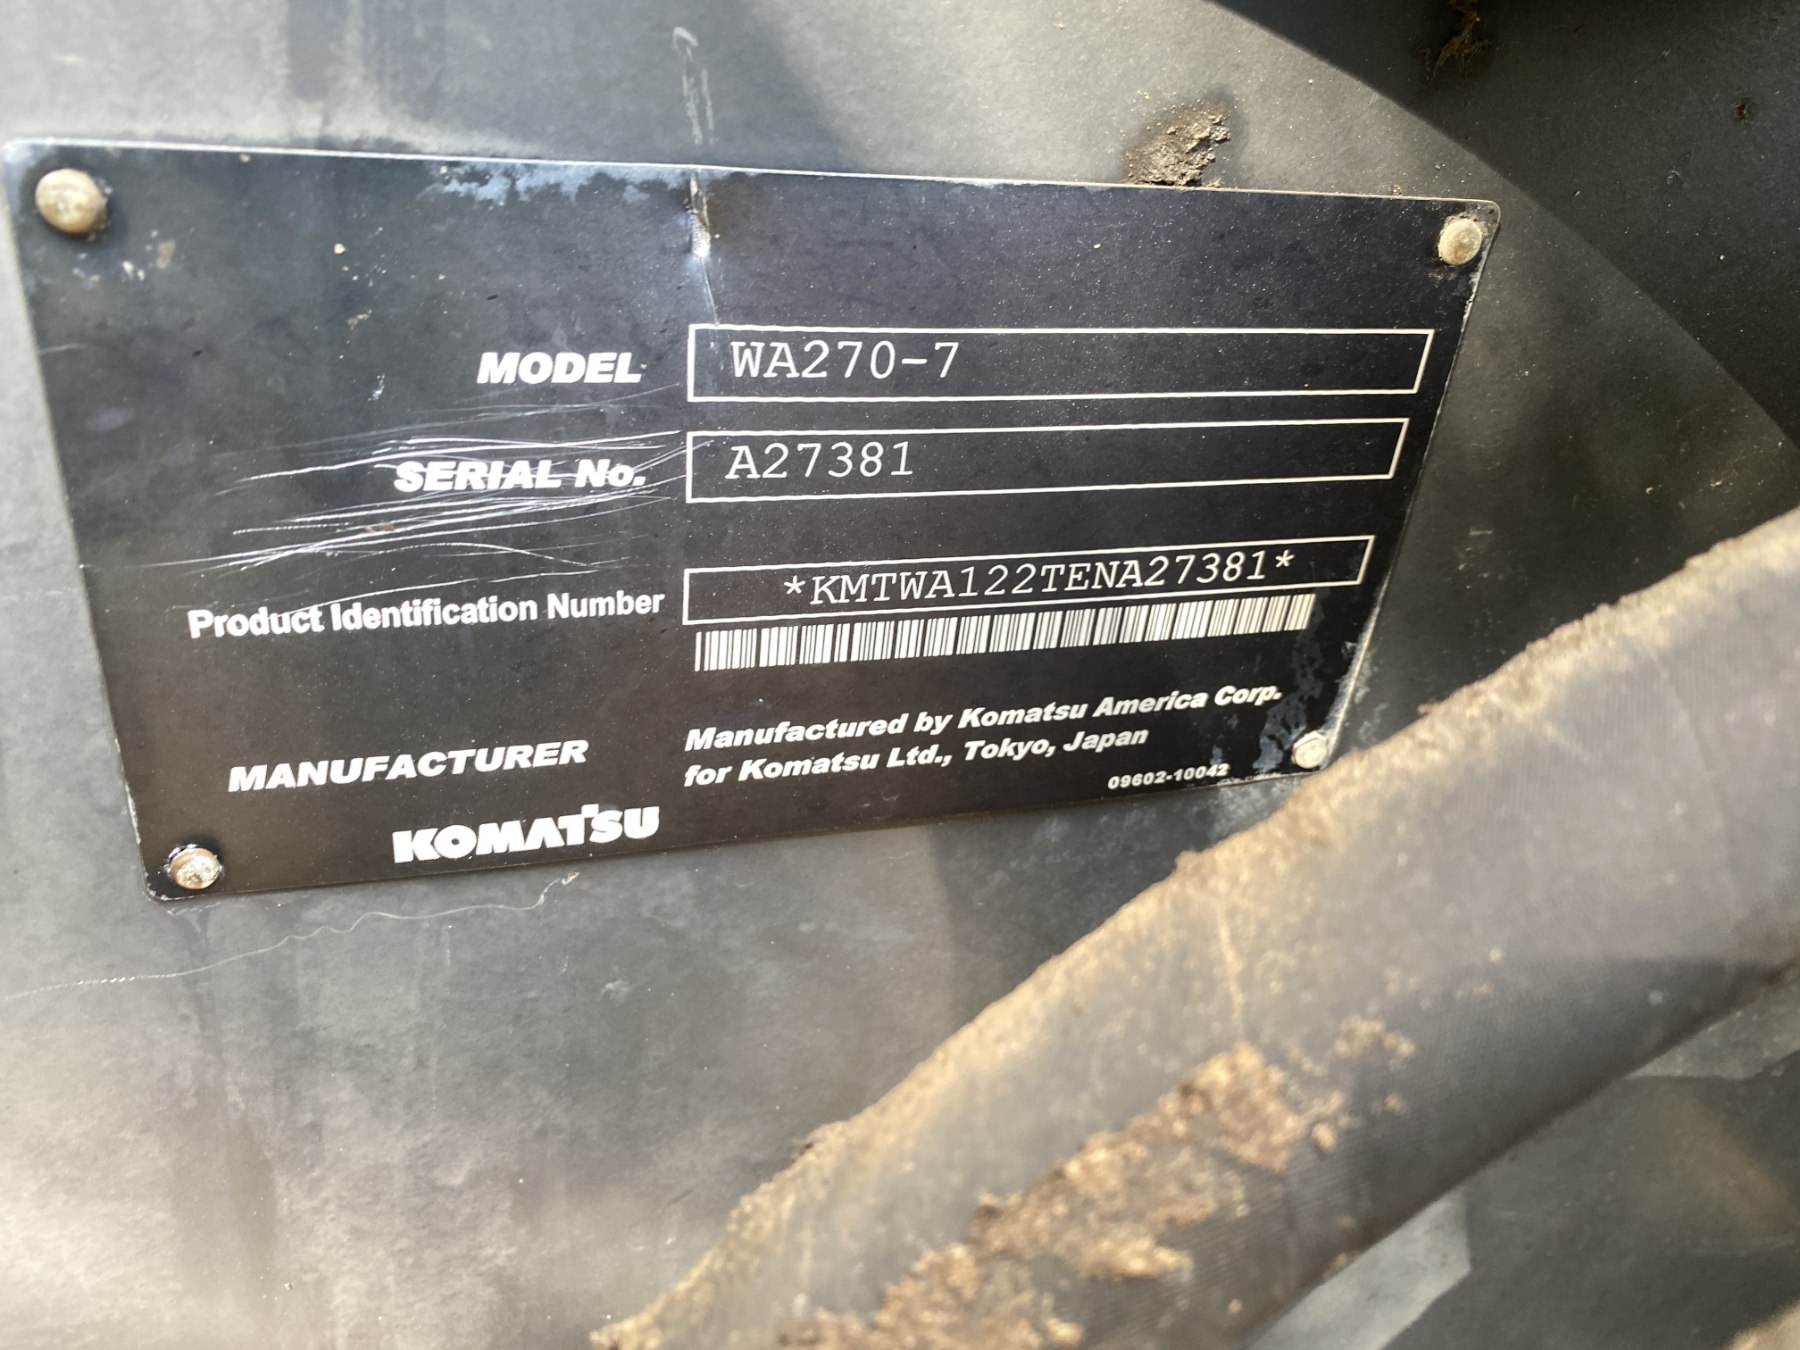 MODEL WA270-7
SERIAL No. A27381
Product Identification Number *KMTWA122TENA27381*
MANUFACTURER Manufactured by Komatsu America Corp.
for Komatsu Ltd., Tokyo, Japan
09602-10042
KOMATSU